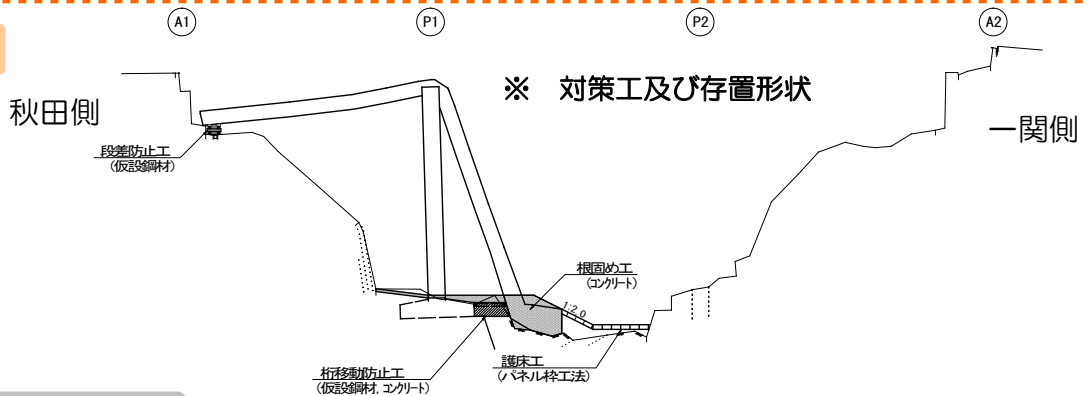 A1 P1 P2 A2
※ 対策工及び存置形状
秋田側
一関側
段差防止工
(仮設鋼材)
根固め工
(コンクリート)
1:2.0
護床工
(パネル枠工法)
桁移動防止工
(仮設鋼材,コンクリート)